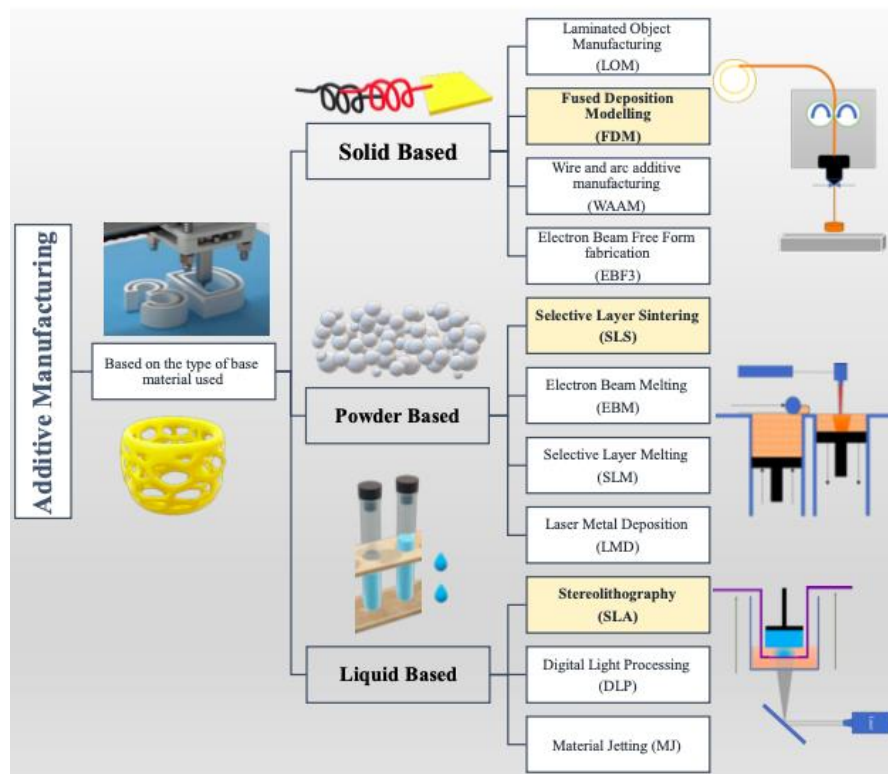 Additive Manufacturing
Based on the type of base
material used
Solid Based
Laminated Object
Manufacturing
(LOM)
Fused Deposition
Modelling
(FDM)
Wire and arc additive
manufacturing
(WAAM)
Electron Beam Free Form
fabrication
(EBF3)
Powder Based
Selective Layer Sintering
(SLS)
Electron Beam Melting
(EBM)
Selective Layer Melting
(SLM)
Laser Metal Deposition
(LMD)
Liquid Based
Stereolithography
(SLA)
Digital Light Processing
(DLP)
Material Jetting (MJ)
Laser